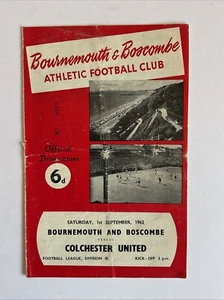 Bournemouth & Boscombe
ATHLETIC FOOTBALL CLUB
Official
Programme
6d
SATURDAY, 1st SEPTEMBER, 1962
BOURNEMOUTH AND BOSCOMBE
versus
COLCHESTER UNITED
FOOTBALL LEAGUE, DIVISION III
KICK-OFF 3 p.m.